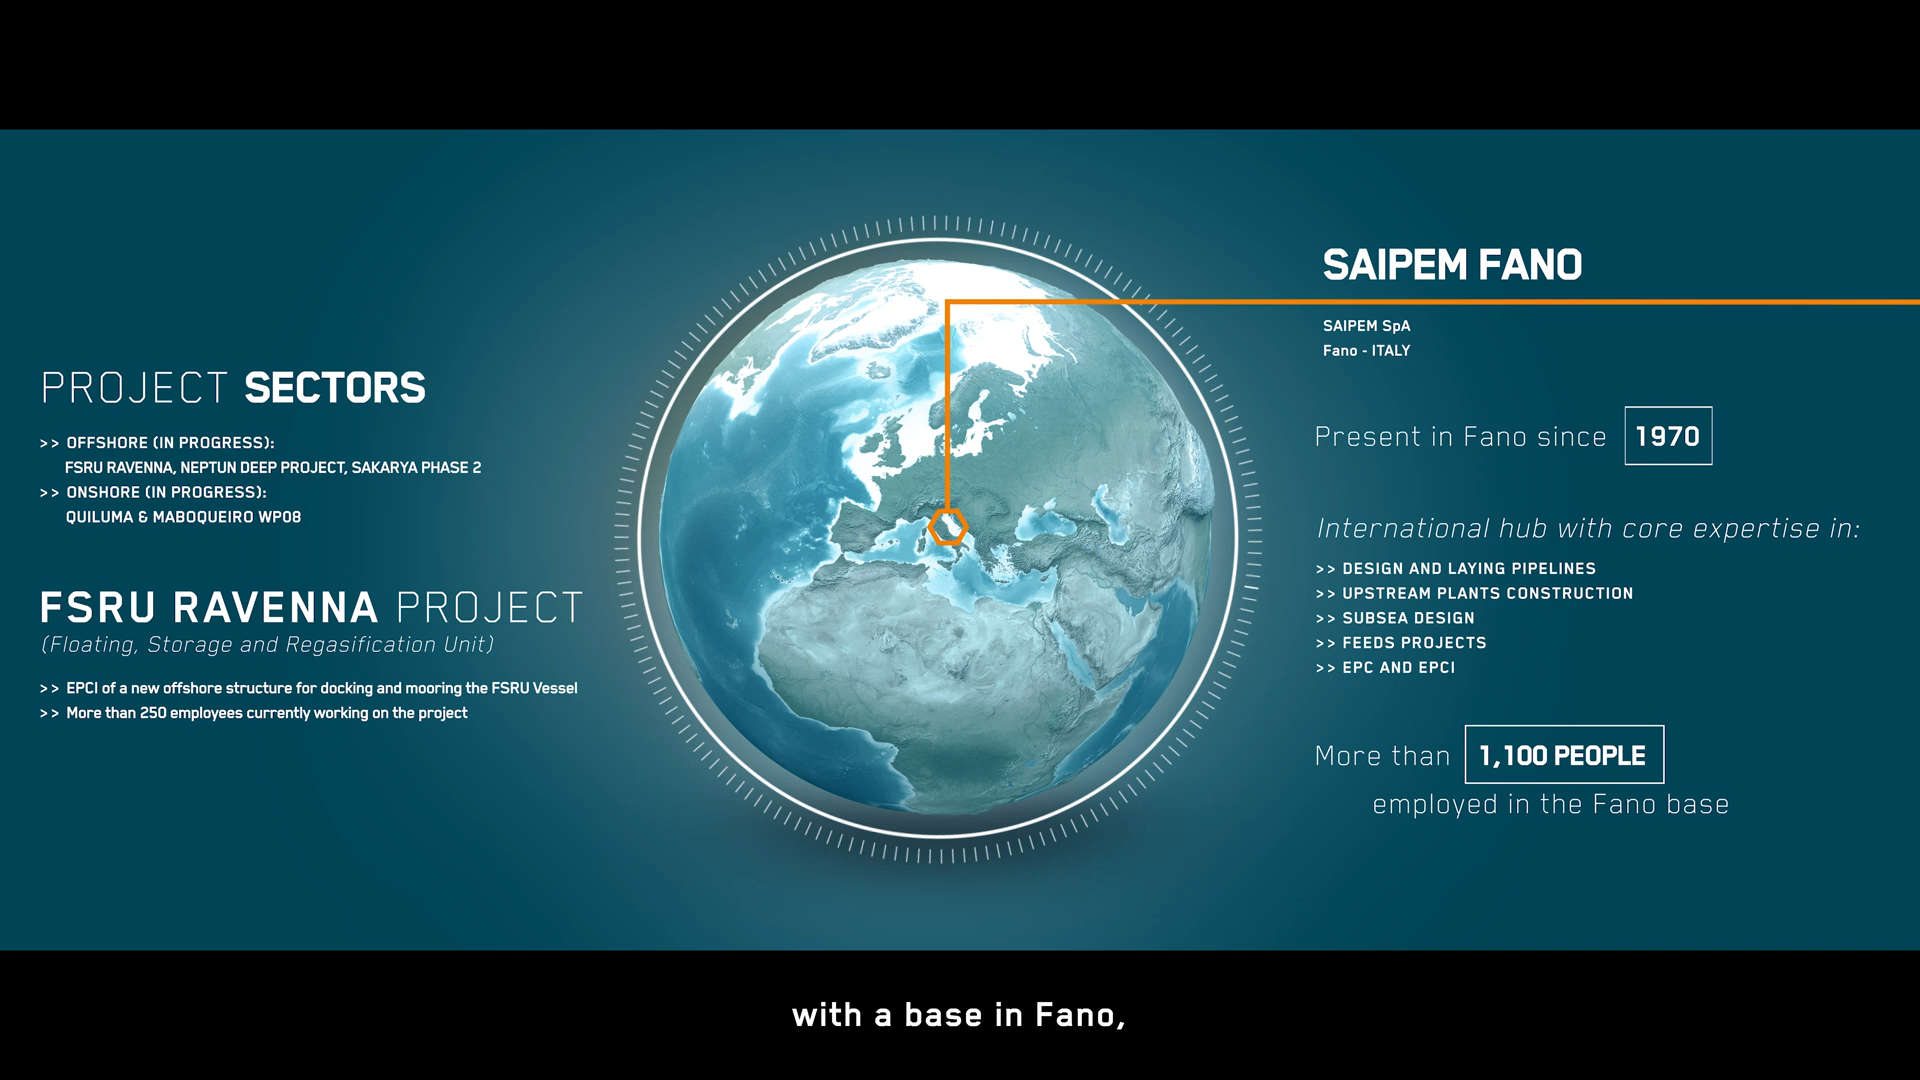 PROJECT SECTORS
>> OFFSHORE (IN PROGRESS):
FSRU RAVENNA, NEPTUN DEEP PROJECT, SAKARYA PHASE 2
>> ONSHORE (IN PROGRESS):
QUILUMA & MABOQUEIRO WP08
FSRU RAVENNA PROJECT
(Floating, Storage and Regasification Unit)
>> EPCI of a new offshore structure for docking and mooring the FSRU Vessel
>> More than 250 employees currently working on the project
SAIPEM FANO
SAIPEM SpA
Fano - ITALY
Present in Fano since 1970
International hub with core expertise in:
>> DESIGN AND LAYING PIPELINES
>> UPSTREAM PLANTS CONSTRUCTION
>> SUBSEA DESIGN
>> FEEDS PROJECTS
>> EPC AND EPCI
More than 1,100 PEOPLE
employed in the Fano base
with a base in Fano,